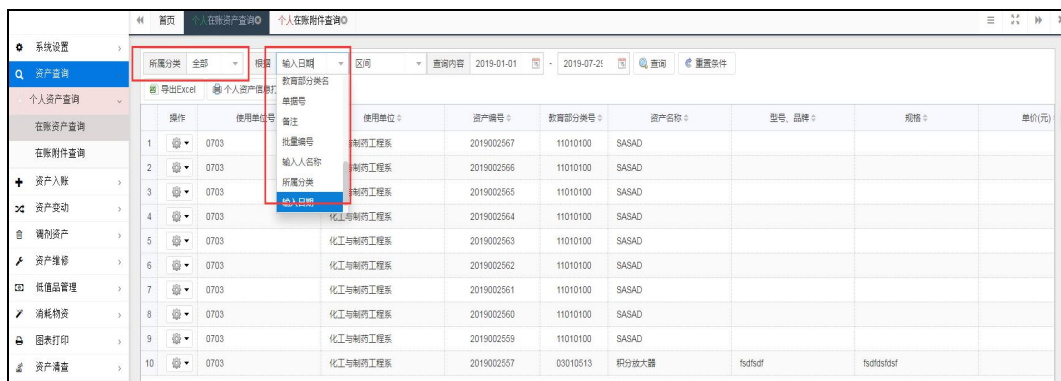 首页 个人在账资产查询 个人在账附件查询
系统设置
资产查询
个人资产查询
在账资产查询
在账附件查询
资产入账
资产变动
调剂资产
资产维修
低值品管理
消耗物资
图表打印
资产清查
所属分类 全部 根据 输入日期 区间 查询内容 2019-01-01 - 2019-07-2 查询 重置条件
导出Excel 个人资产信息打
教育部分类名
单据号
备注
批量编号
输入人名称
所属分类
输入日期
操作 使用单位号 使用单位 资产编号 教育部分类号 资产名称 型号、品牌 规格 单价(元)
1 0703 与制药工程系 2019002567 11010100 SASAD
2 0703 与制药工程系 2019002566 11010100 SASAD
3 0703 与制药工程系 2019002565 11010100 SASAD
4 0703 化工与制药工程系 2019002564 11010100 SASAD
5 0703 化工与制药工程系 2019002563 11010100 SASAD
6 0703 化工与制药工程系 2019002562 11010100 SASAD
7 0703 化工与制药工程系 2019002561 11010100 SASAD
8 0703 化工与制药工程系 2019002560 11010100 SASAD
9 0703 化工与制药工程系 2019002559 11010100 SASAD
10 0703 化工与制药工程系 2019002557 03010513 积分放大器 fsdfsdf fsdfdsfdsf